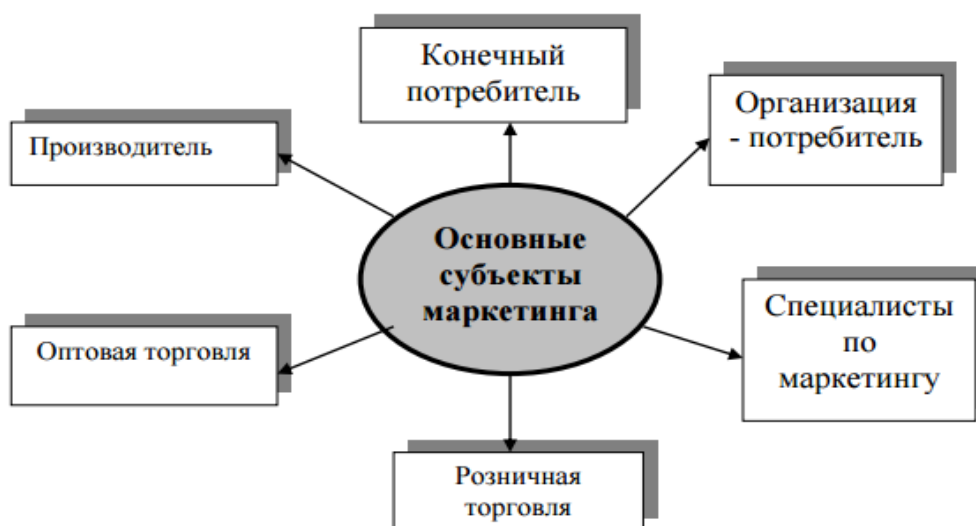 Конечный
потребитель
Организация
- потребитель
Производитель
Основные
субъекты
маркетинга
Специалисты
по
маркетингу
Оптовая торговля
Розничная
торговля